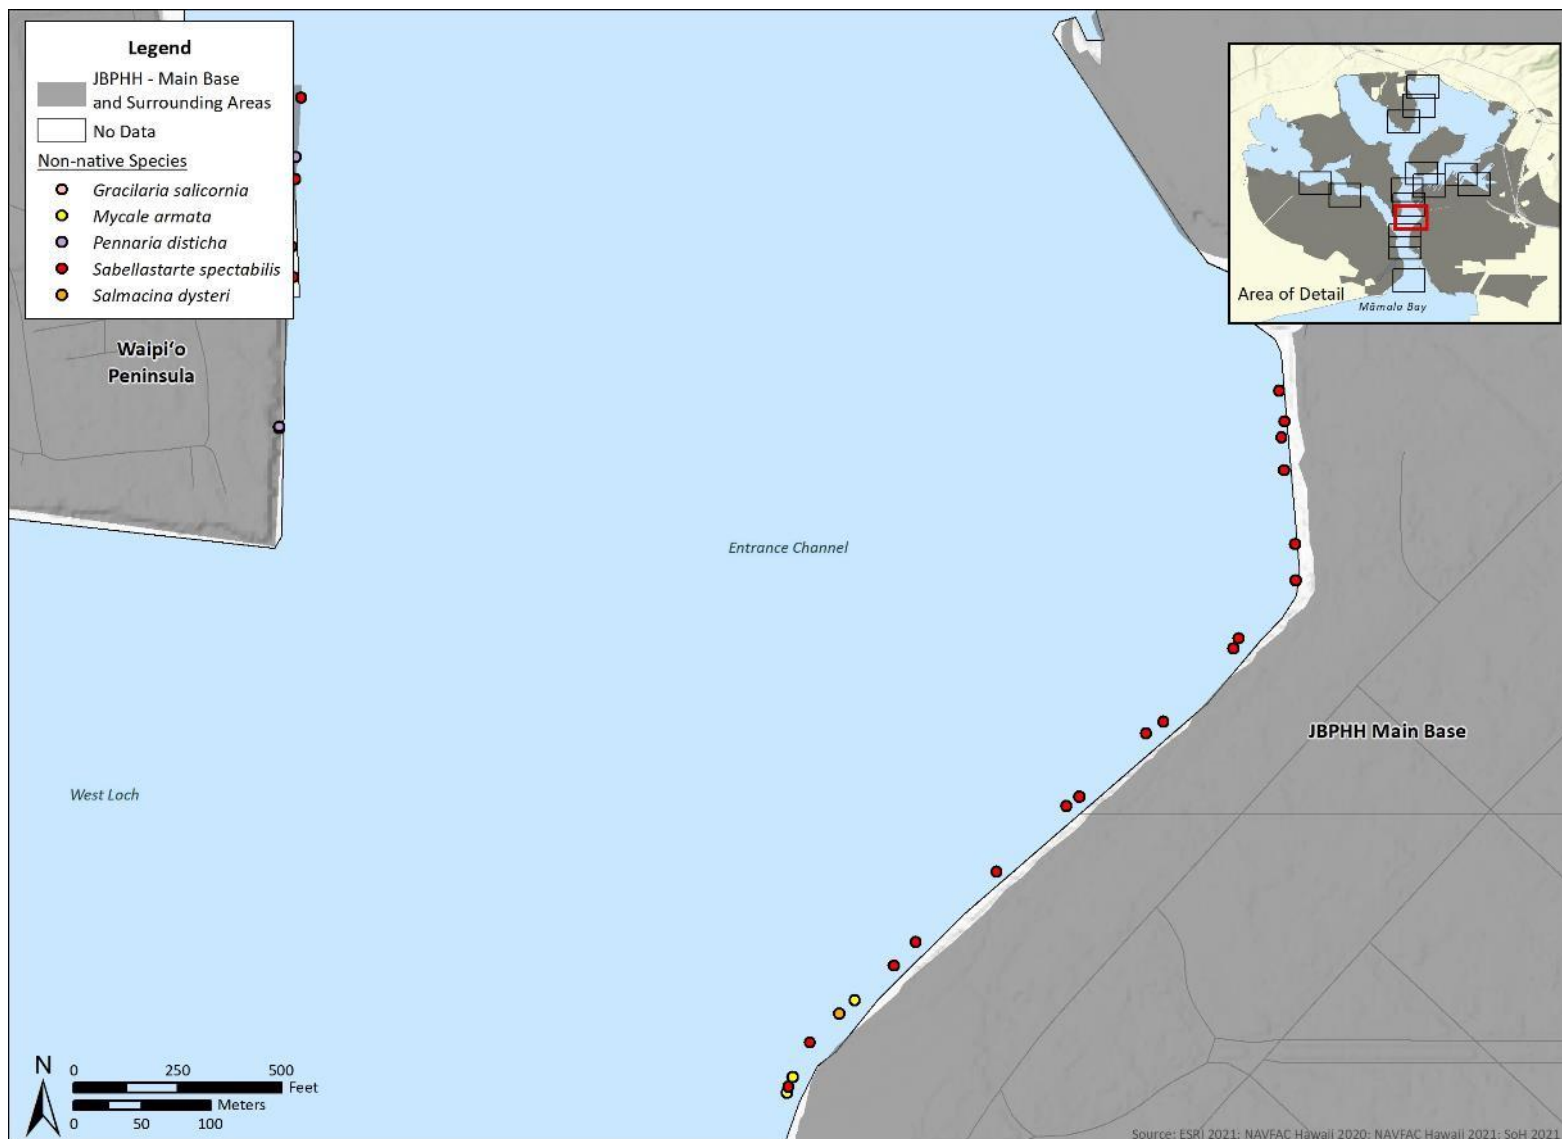 Legend
JBPHH - Main Base
and Surrounding Areas
No Data
Non-native Species
Gracilaria salicornia
Mycale armata
Pennaria disticha
Sabellastarte spectabilis
Salmacina dysteri
Area of Detail
Māmala Bay
Waipiʻo
Peninsula
Entrance Channel
JBPHH Main Base
West Loch
N
0 250 500
Feet
Meters
0 50 100
Source: ESRI 2021; NAVFAC Hawaii 2020; NAVFAC Hawaii 2021; SoH 2021